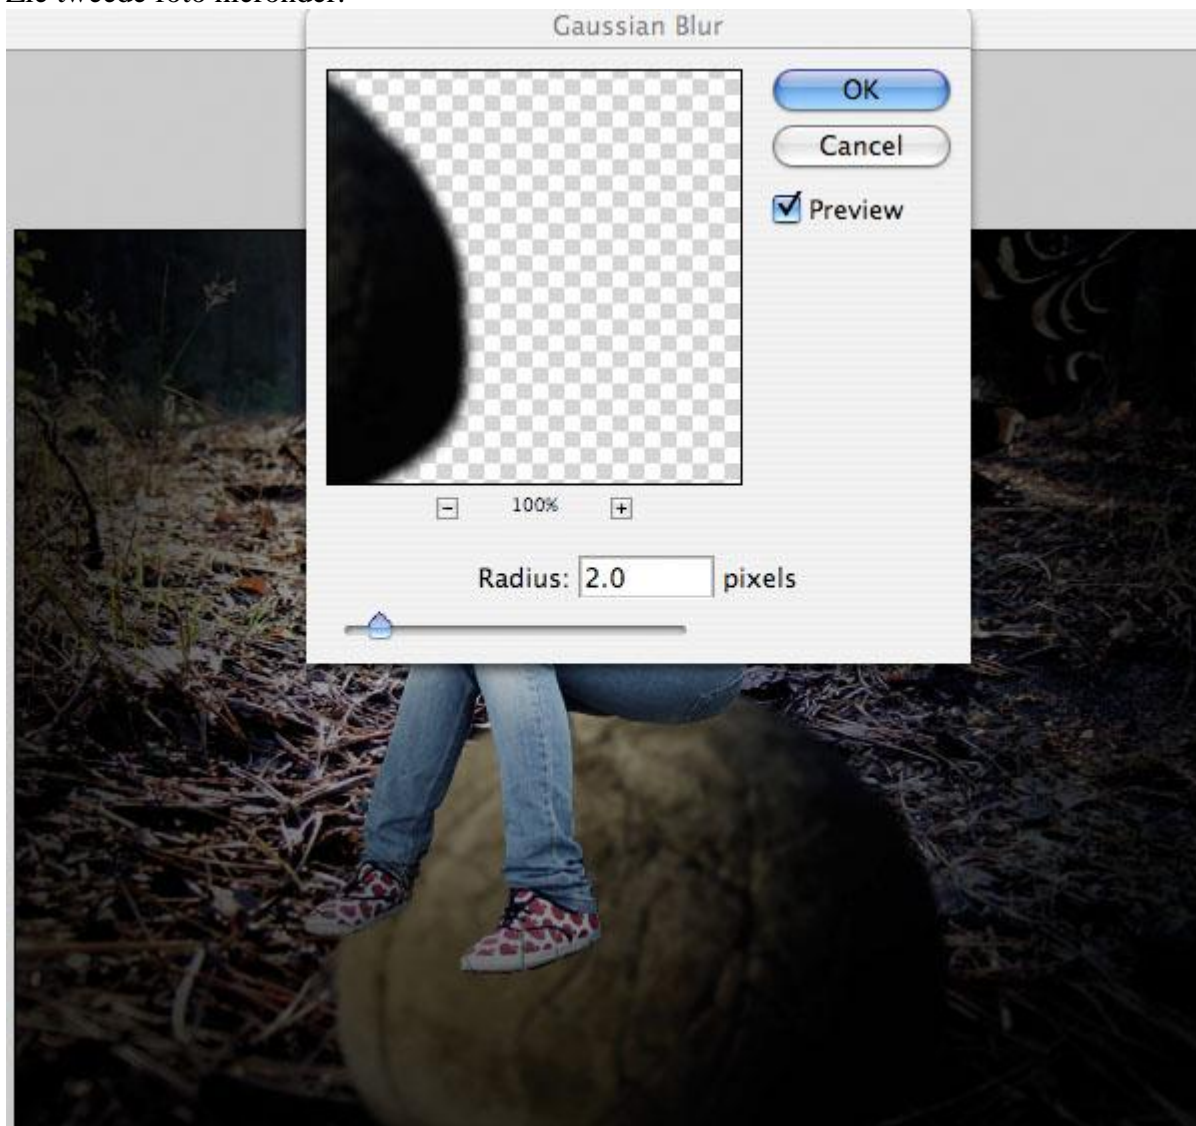 Zie tweede foto hieronder.
Gaussian Blur
OK
Cancel
Preview
100%
Radius: 2.0 pixels